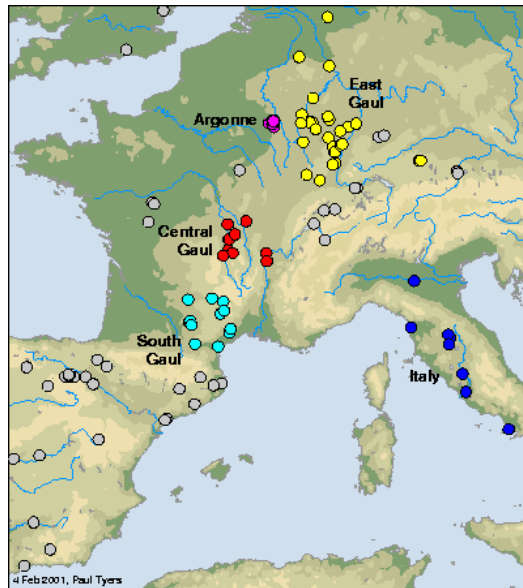 East
Gaul
Argonne
Central
Gaul
South
Gaul
Italy
4 Feb 2001, Paul Tyers